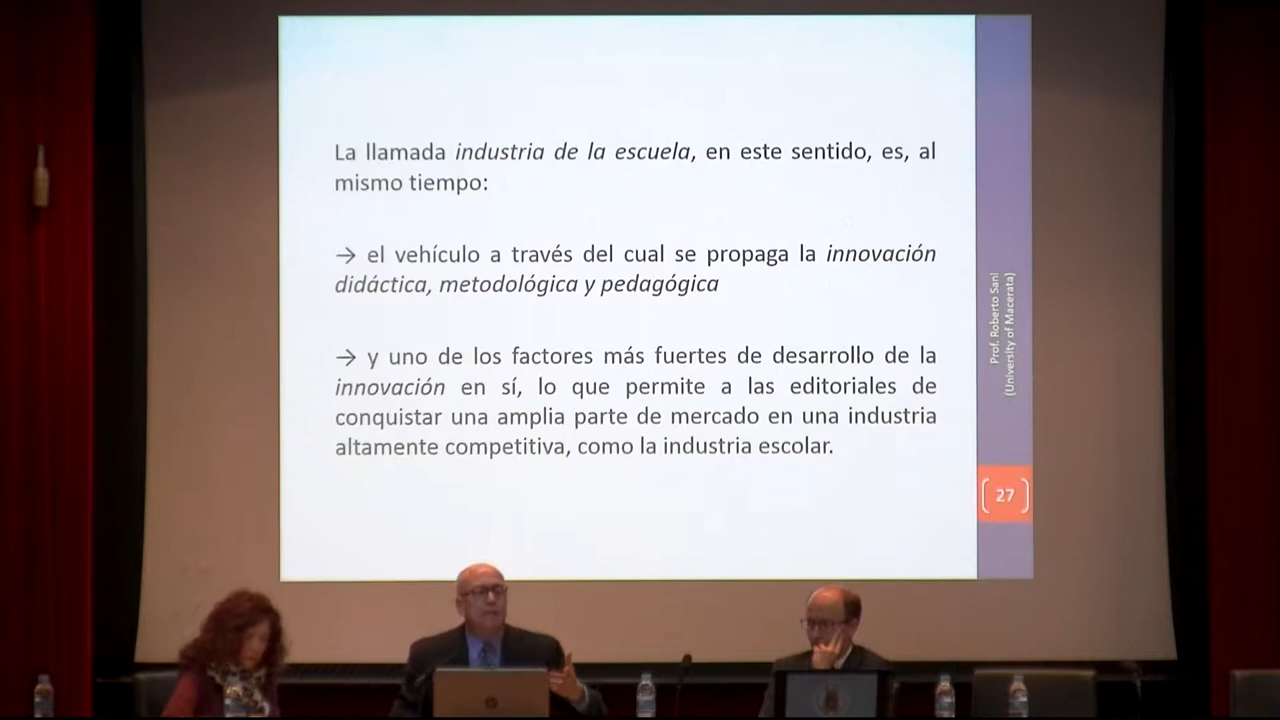 La llamada industria de la escuela, en este sentido, es, al
mismo tiempo:
→ el vehículo a través del cual se propaga la innovación
didáctica, metodológica y pedagógica
→ y uno de los factores más fuertes de desarrollo de la
innovación en sí, lo que permite a las editoriales de
conquistar una amplia parte de mercado en una industria
altamente competitiva, como la industria escolar.
Prof. Roberto Sani
(University of Macerata)
27
hp